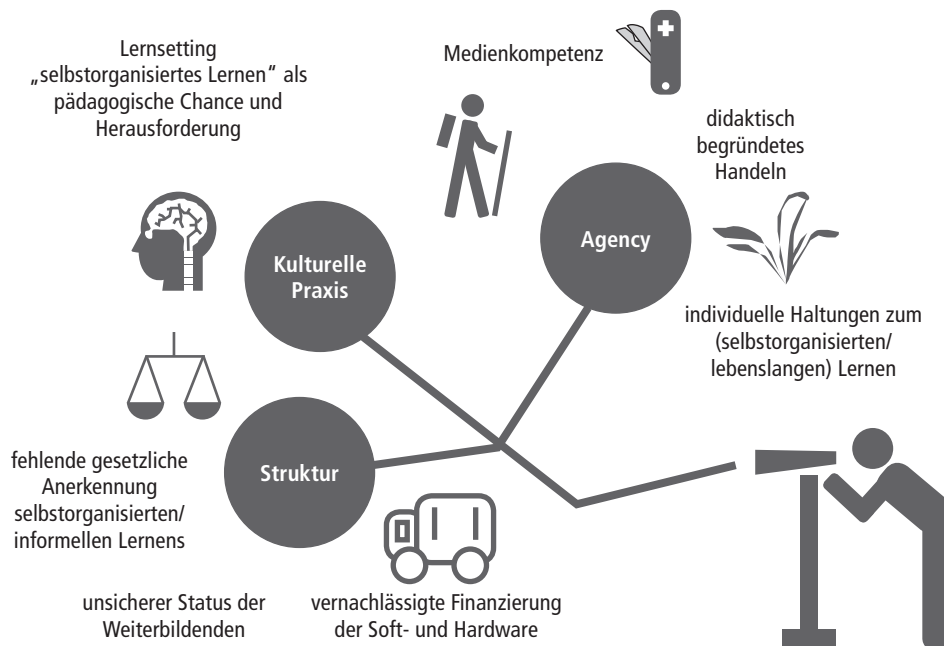 Lernsetting
„selbstorganisiertes Lernen“ als
pädagogische Chance und
Herausforderung
Medienkompetenz
didaktisch
begründetes
Handeln
Agency
Kulturelle
Praxis
individuelle Haltungen zum
(selbstorganisierten/
lebenslangen) Lernen
fehlende gesetzliche
Anerkennung
selbstorganisierten/
informellen Lernens
Struktur
unsicherer Status der
Weiterbildenden
vernachlässigte Finanzierung
der Soft- und Hardware